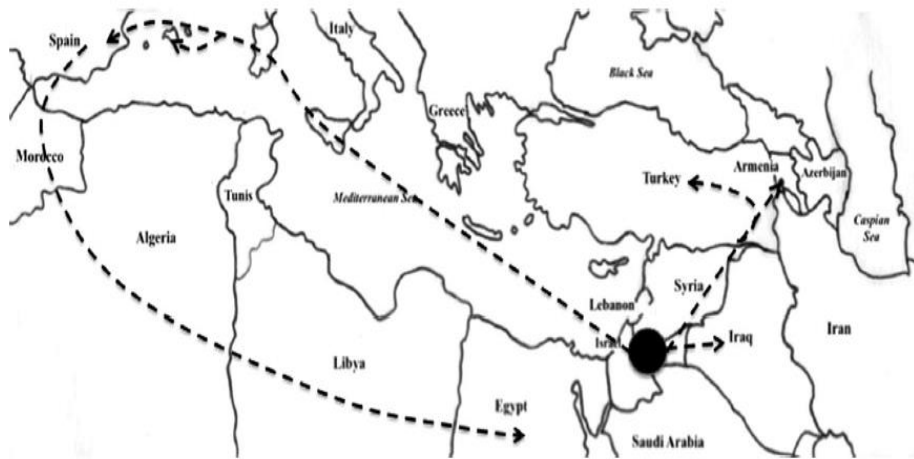 Spain
Italy
Black Sea
Greece
Morocco
Turkey
Armenia
Azerbijan
Tunis
Mediterranean Sea
Algeria
Caspian
Sea
Lebanon
Syria
Israel
Iraq
Iran
Libya
Egypt
Saudi Arabia